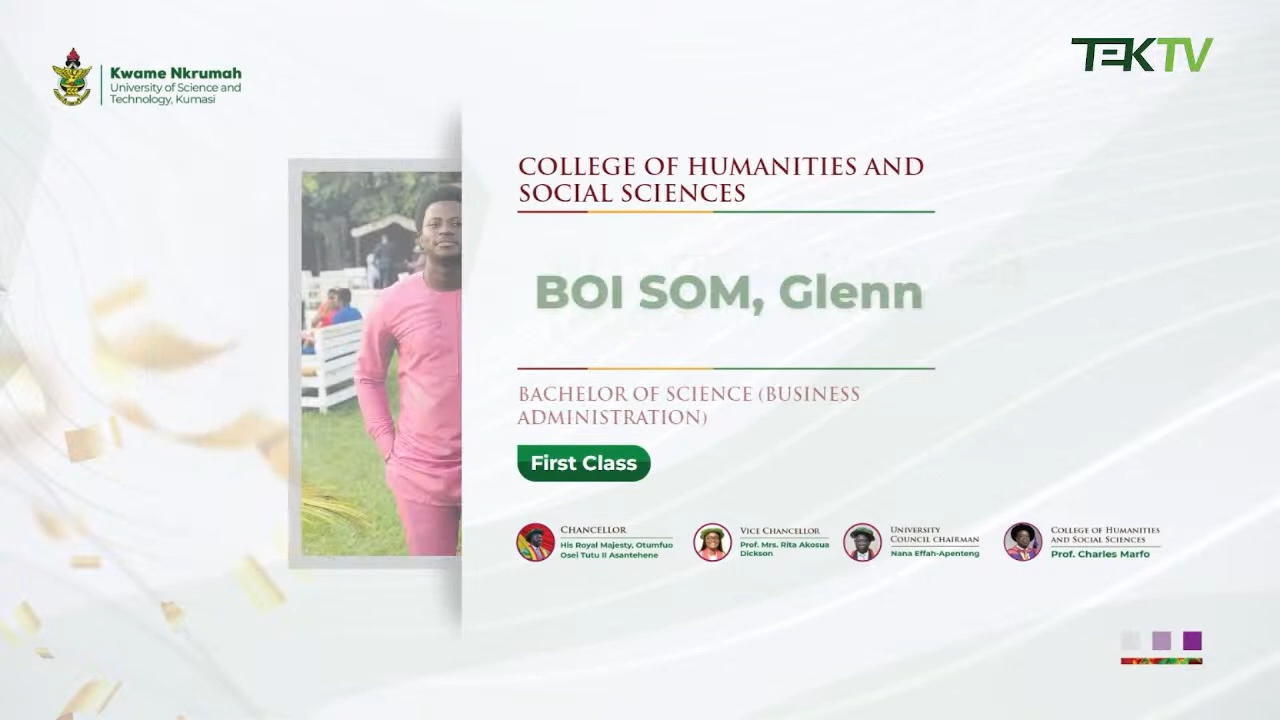 Kwame Nkrumah
University of Science and
Technology, Kumasi
TEKTV
COLLEGE OF HUMANITIES AND
SOCIAL SCIENCES
BOI SOM, Glenn
BACHELOR OF SCIENCE (BUSINESS
ADMINISTRATION)
First Class
CHANCELLOR
His Royal Majesty, Otumfuo
Osei Tutu II Asantehene
VICE CHANCELLOR
Prof. Mrs. Rita Akosua
Dickson
UNIVERSITY
COUNCIL CHAIRMAN
Nana Effah-Apenteng
COLLEGE OF HUMANITIES
AND SOCIAL SCIENCES
Prof. Charles Marfo